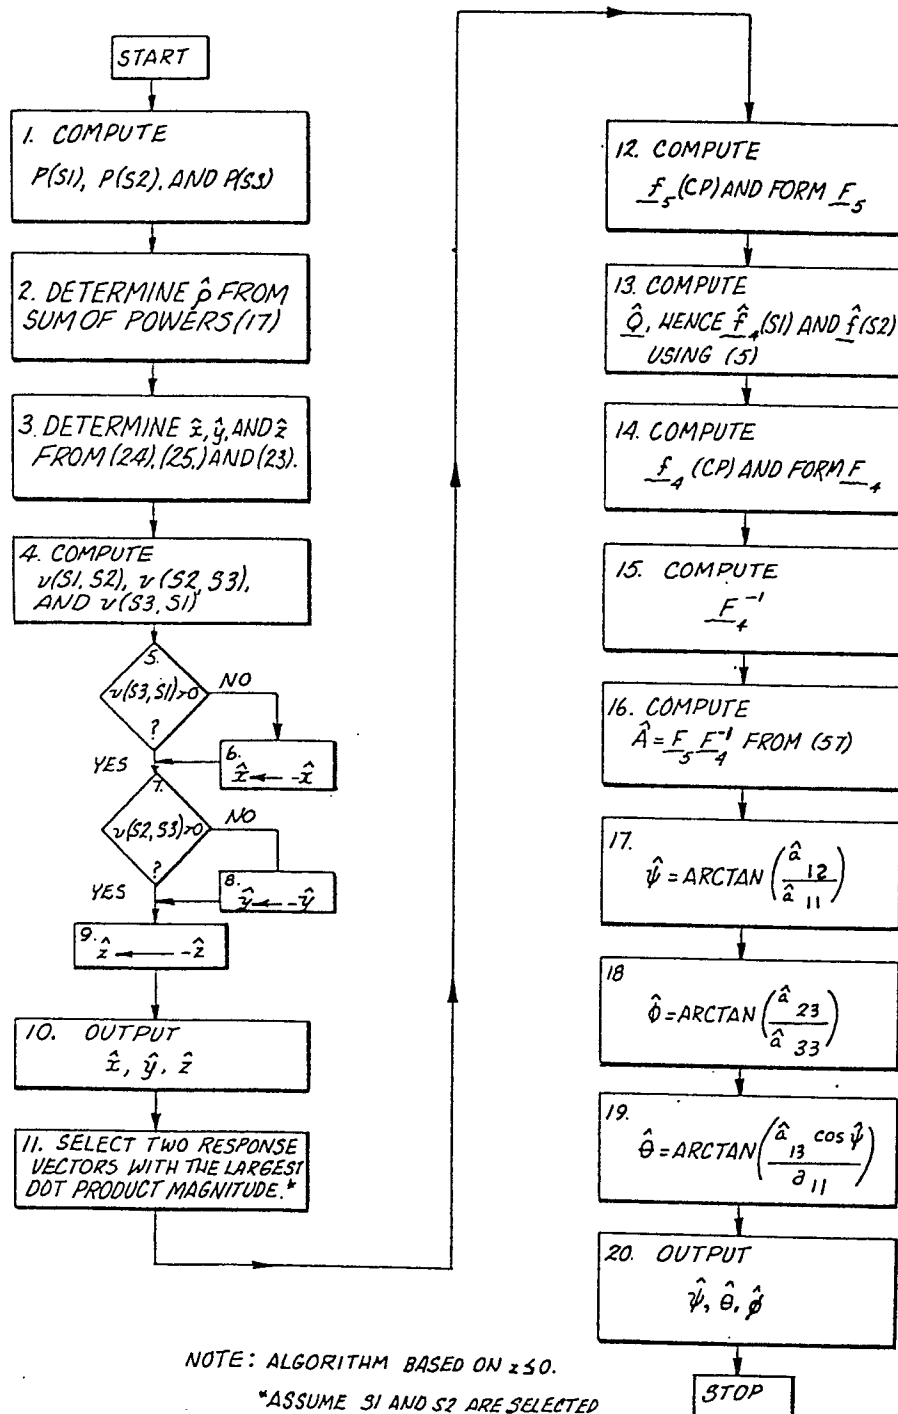 START
1. COMPUTE
P(S1), P(S2), AND P(S3)
2. DETERMINE ρ̂ FROM
SUM OF POWERS (17)
3. DETERMINE x̂, ŷ, AND ẑ
FROM (24), (25,) AND (23).
4. COMPUTE
v(S1, S2), v(S2, S3),
AND v(S3, S1)
5.
v(S3, S1)>0
?
NO
YES
6.
x̂ ← -x̂
7.
v(S2, S3)>0
?
NO
YES
8.
ŷ ← -ŷ
9.
ẑ ← -ẑ
10. OUTPUT
x̂, ŷ, ẑ
11. SELECT TWO RESPONSE
VECTORS WITH THE LARGEST
DOT PRODUCT MAGNITUDE.*
12. COMPUTE
f₅ (CP) AND FORM F₅
13. COMPUTE
Q̂, HENCE f̂₄ (S1) AND f̂ (S2)
USING (5)
14. COMPUTE
f₄ (CP) AND FORM F₄
15. COMPUTE
F₄⁻¹
16. COMPUTE
Â = F₅ F₄⁻¹ FROM (57)
17.
ψ̂ = ARCTAN (â₁₂ / â₁₁)
18
φ̂ = ARCTAN (â₂₃ / â₃₃)
19.
θ̂ = ARCTAN (â₁₃ cos ψ̂ / a₁₁)
20. OUTPUT
ψ̂, θ̂, φ̂
STOP
NOTE: ALGORITHM BASED ON z≤0.
*ASSUME S1 AND S2 ARE SELECTED